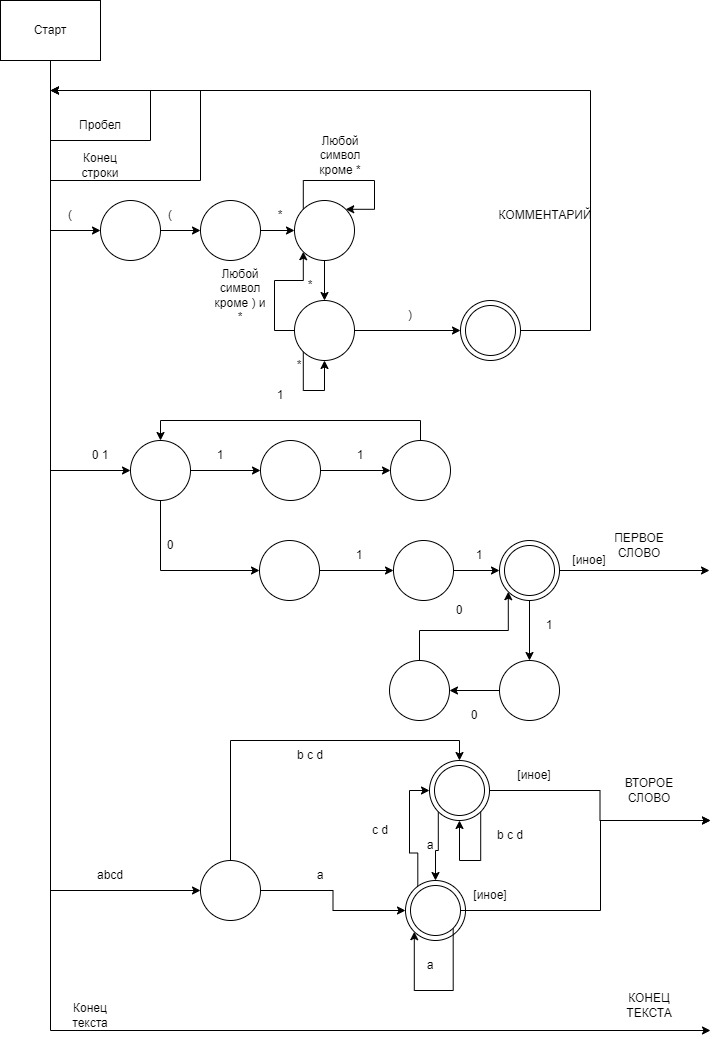 Старт
Пробел
Конец
строки
Любой
символ
кроме *
(
(
*
КОММЕНТАРИЙ
Любой
символ
кроме ) и
*
*
)
*
1
0 1
1
1
0
1
1
[иное]
ПЕРВОЕ
СЛОВО
0
1
0
b c d
[иное]
ВТОРОЕ
СЛОВО
c d
a
b c d
abcd
a
[иное]
a
Конец
текста
КОНЕЦ
ТЕКСТА